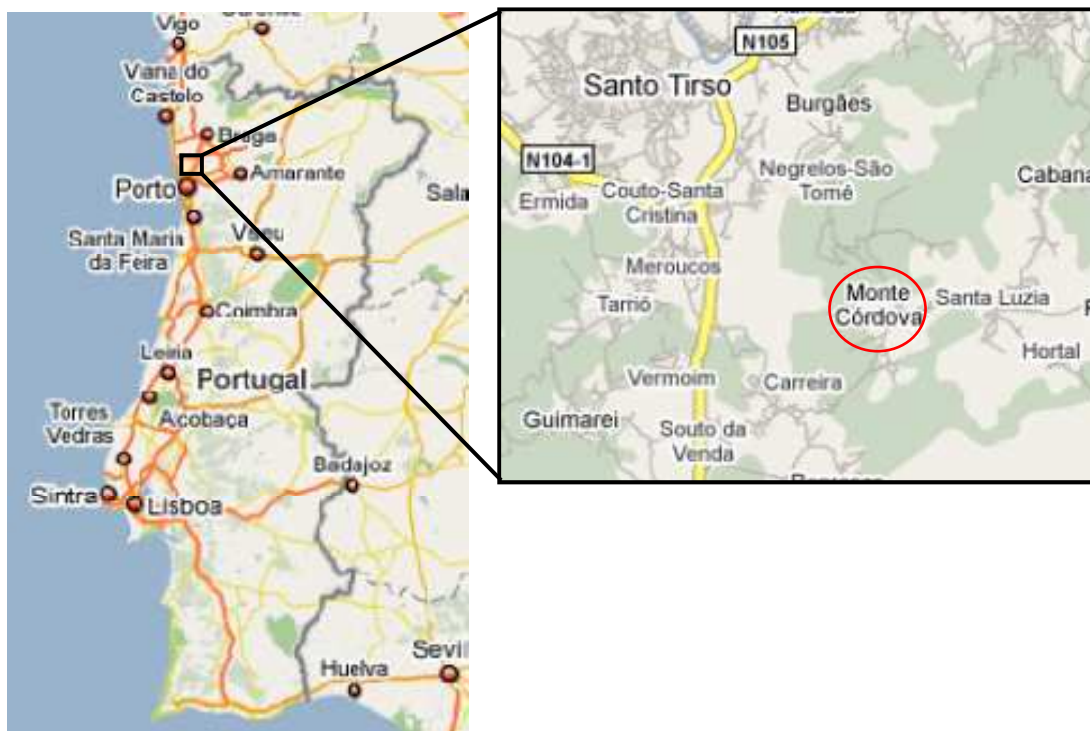 Vigo
Viana do
Castolo
Braga
Amarante
Porto
Sala
Santa Maria
da Feira
Viseu
Coimbra
Leiria
Portugal
Torres
Vedras
Acobaça
Badajoz
Sintra
Lisboa
Sevil
Huelva
N105
Santo Tirso
Burgães
N104-1
Negrelos-São
Tomé
Cabana
Ermida
Couto-Santa
Cristina
Meroucos
Tarrió
Monte
Córdova
Santa Luzia
Hortal
Vermoim
Carreira
Guimarei
Souto da
Venda